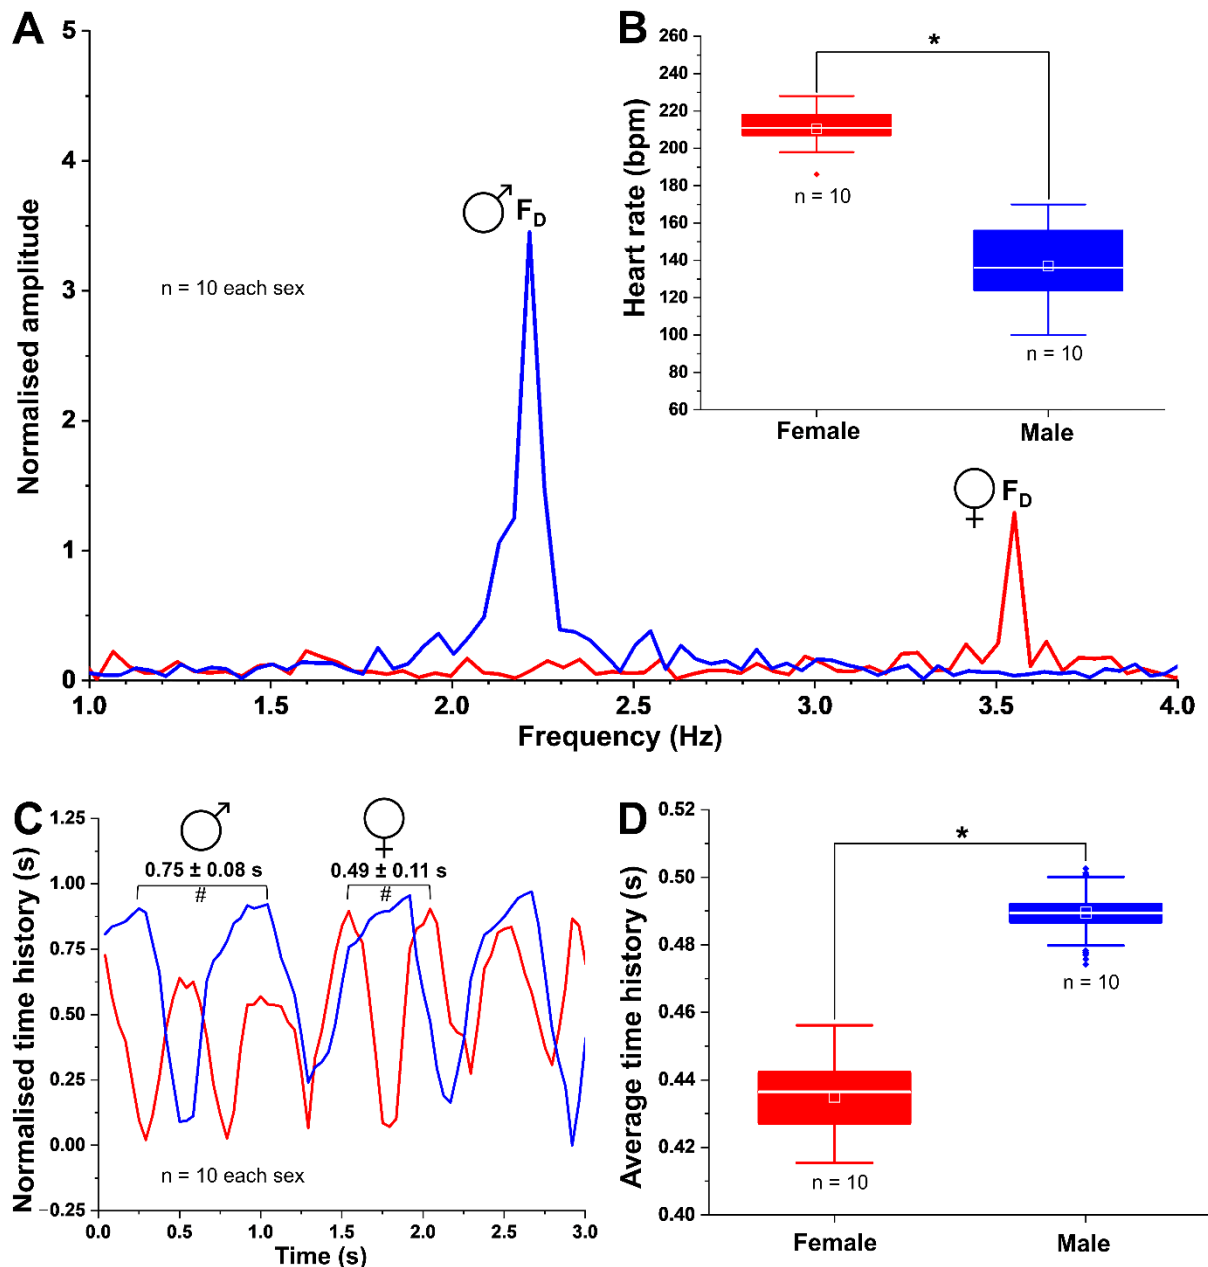 A
5
4
3
2
1
0
Normalised amplitude
1.0 1.5 2.0 2.5 3.0 3.5 4.0
Frequency (Hz)
n = 10 each sex
♂ F_D
♀ F_D
B
260
240
220
200
180
160
140
120
100
80
60
Heart rate (bpm)
*
n = 10
n = 10
Female Male
C
1.25
1.00
0.75
0.50
0.25
0.00
−0.25
Normalised time history (s)
♂ ♀
0.75 ± 0.08 s 0.49 ± 0.11 s
# #
n = 10 each sex
0.0 0.5 1.0 1.5 2.0 2.5 3.0
Time (s)
D
0.52
0.50
0.48
0.46
0.44
0.42
0.40
Average time history (s)
*
n = 10
n = 10
Female Male